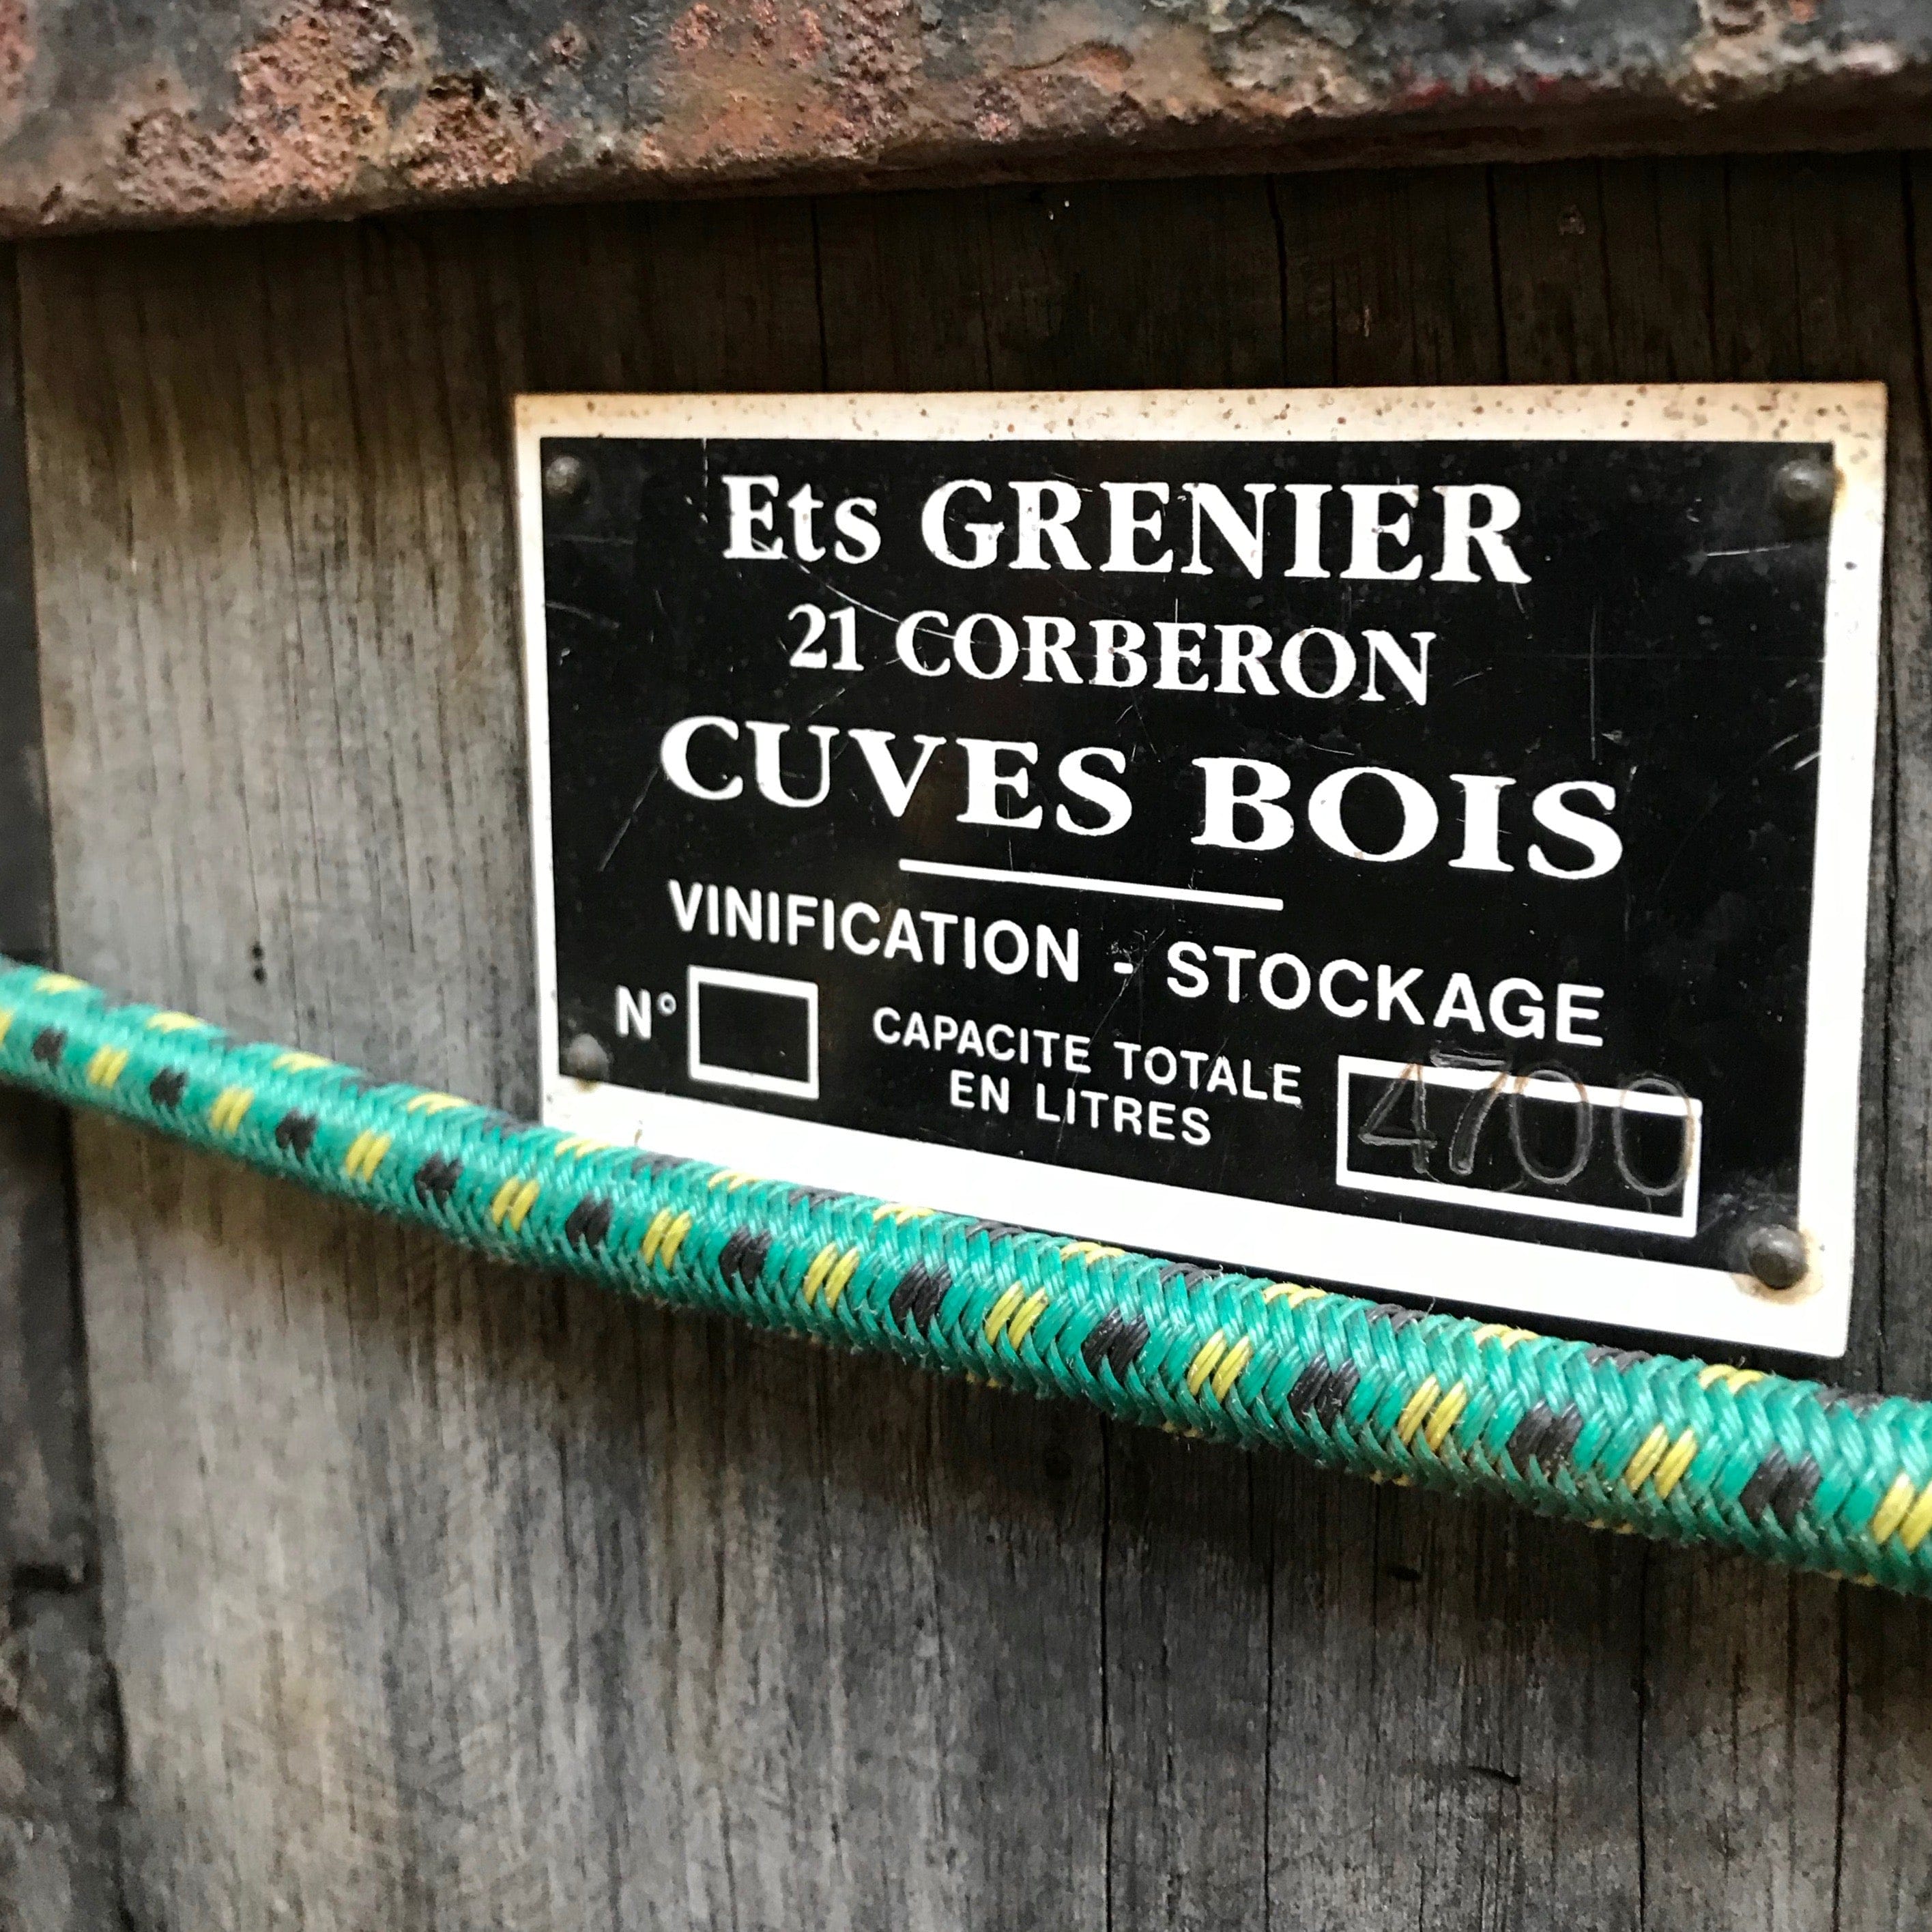 Ets GRENIER
21 CORBERON
CUVES BOIS
VINIFICATION - STOCKAGE
N° CAPACITE TOTALE
EN LITRES 4700